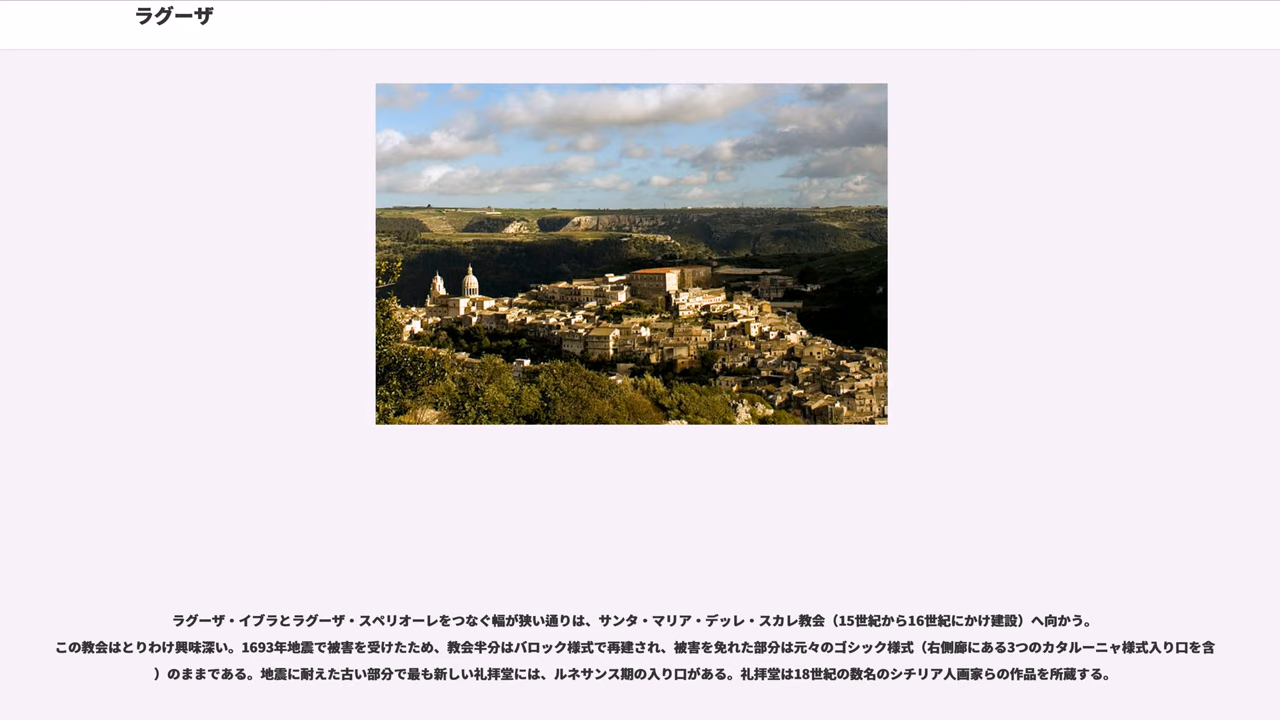 ラグーザ
ラグーザ・イブラとラグーザ・スペリオーレをつなぐ幅が狭い通りは、サンタ・マリア・デッレ・スカレ教会（15世紀から16世紀にかけ建設）へ向かう。
この教会はとりわけ興味深い。1693年地震で被害を受けたため、教会半分はバロック様式で再建され、被害を免れた部分は元々のゴシック様式（右側廊にある3つのカタルーニャ様式入り口を含
）のままである。地震に耐えた古い部分で最も新しい礼拝堂には、ルネサンス期の入り口がある。礼拝堂は18世紀の数名のシチリア人画家らの作品を所蔵する。